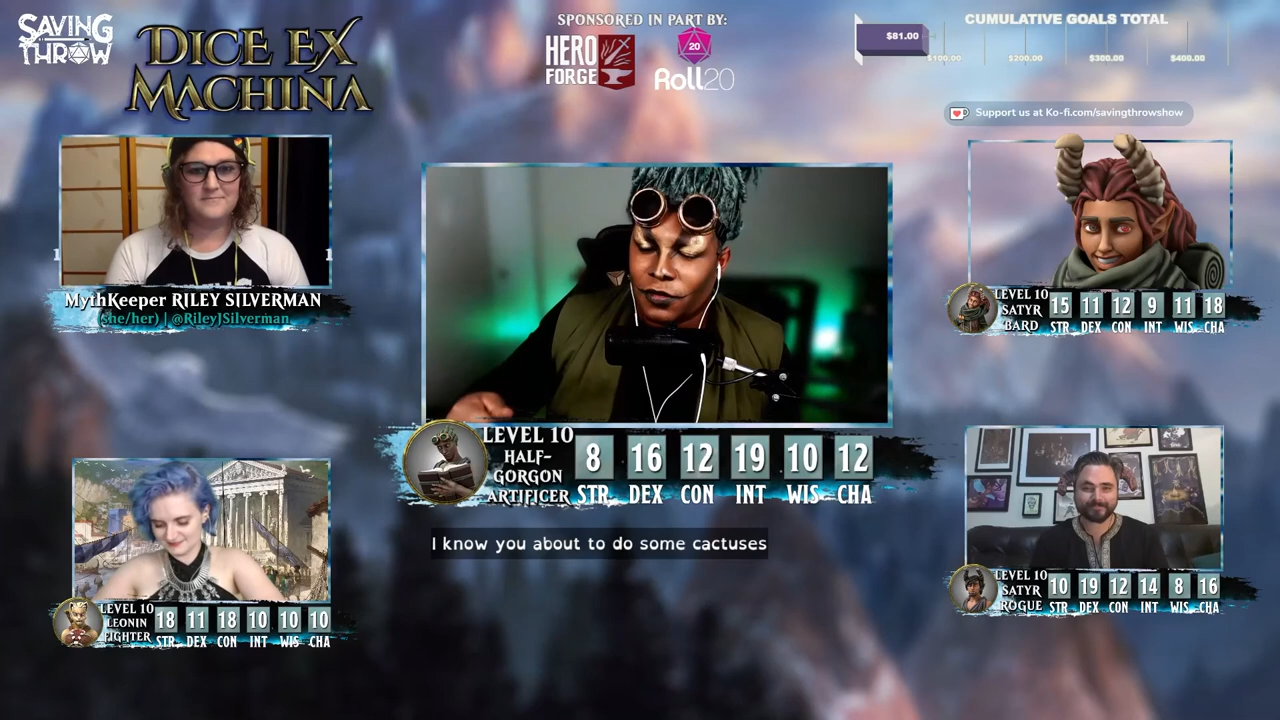 SAVING
THROW
DICE EX
MACHINA
SPONSORED IN PART BY:
HERO
FORGE
20
Roll20
CUMULATIVE GOALS TOTAL
$81.00
$100.00
$200.00
$300.00
$400.00
Support us at Ko-fi.com/savingthrowshow
MythKeeper RILEY SILVERMAN
(she/her) | @RileyJSilverman
LEVEL 10
SATYR
BARD
15 11 12 9 11 18
STR DEX CON INT WIS CHA
LEVEL 10
HALF-
GORGON
ARTIFICER
8 16 12 19 10 12
STR DEX CON INT WIS CHA
I know you about to do some cactuses
LEVEL 10
LEONIN
FIGHTER
18 11 18 10 10 10
STR DEX CON INT WIS CHA
LEVEL 10
SATYR
ROGUE
10 19 12 14 8 16
STR DEX CON INT WIS CHA